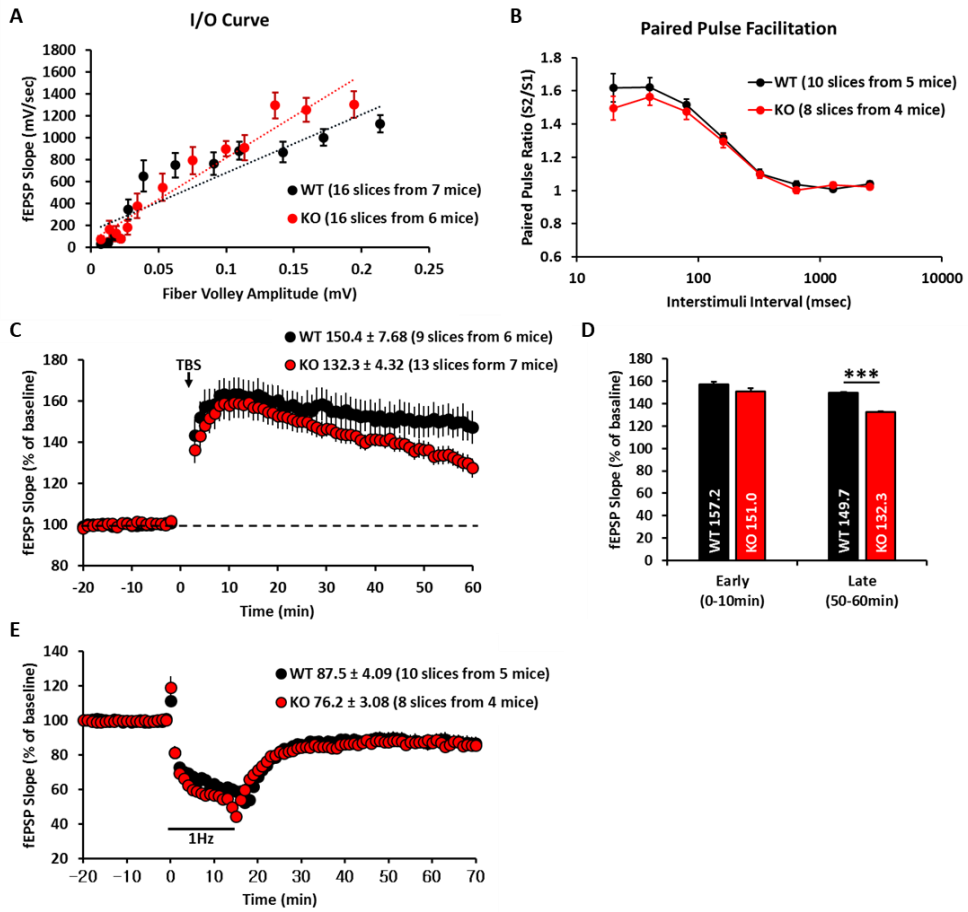 A
I/O Curve
fEPSP Slope (mV/sec)
1800
1600
1400
1200
1000
800
600
400
200
0
WT (16 slices from 7 mice)
KO (16 slices from 6 mice)
0
0.05
0.1
0.15
0.2
0.25
Fiber Volley Amplitude (mV)
B
Paired Pulse Facilitation
Paired Pulse Ratio (S2/S1)
1.8
1.6
1.4
1.2
1
0.8
0.6
WT (10 slices from 5 mice)
KO (8 slices from 4 mice)
10
100
1000
10000
Interstimuli Interval (msec)
C
WT 150.4 ± 7.68 (9 slices from 6 mice)
KO 132.3 ± 4.32 (13 slices form 7 mice)
TBS
fEPSP Slope (% of baseline)
180
160
140
120
100
80
-20
-10
0
10
20
30
40
50
60
Time (min)
D
fEPSP Slope (% of baseline)
180
160
140
120
100
80
60
40
20
0
***
WT 157.2
KO 151.0
WT 149.7
KO 132.3
Early
(0-10min)
Late
(50-60min)
E
WT 87.5 ± 4.09 (10 slices from 5 mice)
KO 76.2 ± 3.08 (8 slices from 4 mice)
fEPSP Slope (% of baseline)
140
120
100
80
60
40
20
1Hz
-20
-10
0
10
20
30
40
50
60
70
Time (min)